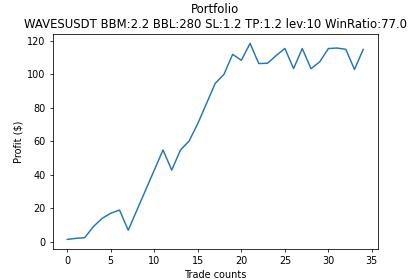 Portfolio
WAVESUSDT BBM:2.2 BBL:280 SL:1.2 TP:1.2 lev:10 WinRatio:77.0
120
100
80
60
40
20
0
Profit ($)
0 5 10 15 20 25 30 35
Trade counts